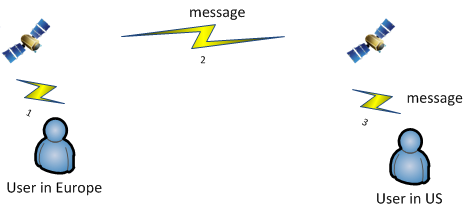 message
2
1
3
message
User in Europe
User in US